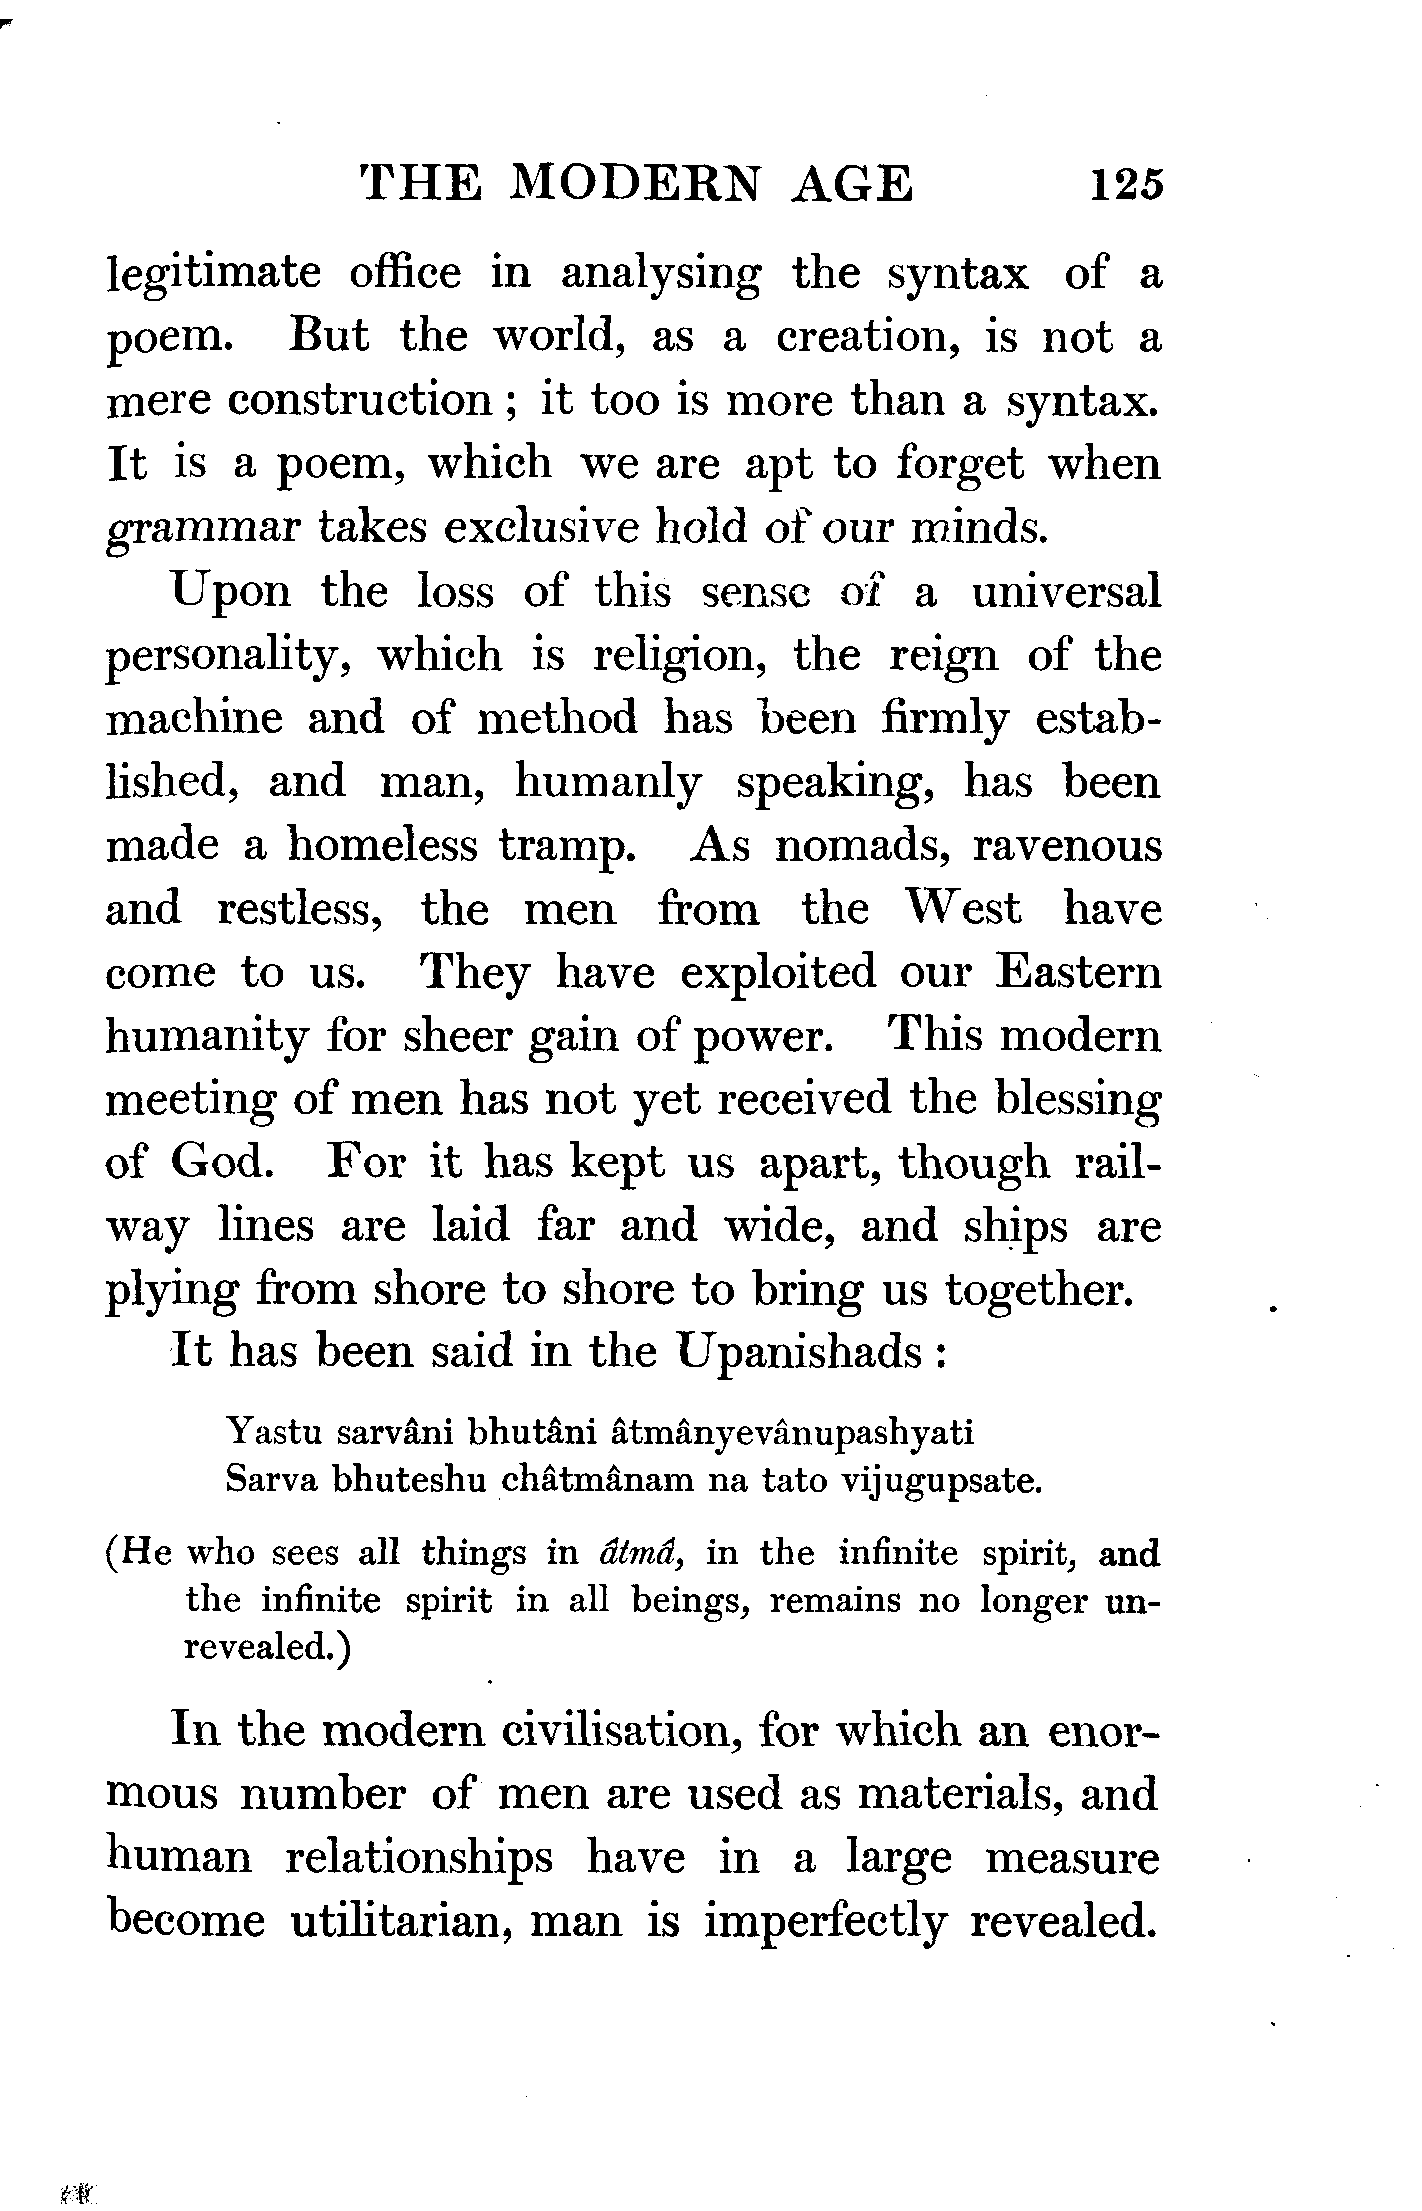 THE MODERN AGE 125
legitimate office in analysing the syntax of a
poem. But the world, as a creation, is not a
mere construction ; it too is more than a syntax.
It is a poem, which we are apt to forget when
grammar takes exclusive hold of our minds.
Upon the loss of this sense of a universal
personality, which is religion, the reign of the
machine and of method has been firmly estab-
lished, and man, humanly speaking, has been
made a homeless tramp. As nomads, ravenous
and restless, the men from the West have
come to us. They have exploited our Eastern
humanity for sheer gain of power. This modern
meeting of men has not yet received the blessing
of God. For it has kept us apart, though rail-
way lines are laid far and wide, and ships are
plying from shore to shore to bring us together.
It has been said in the Upanishads :
Yastu sarvâni bhutâni âtmânyevânupashyati
Sarva bhuteshu châtmânam na tato vijugupsate.
(He who sees all things in âtmâ, in the infinite spirit, and
the infinite spirit in all beings, remains no longer un-
revealed.)
In the modern civilisation, for which an enor-
mous number of men are used as materials, and
human relationships have in a large measure
become utilitarian, man is imperfectly revealed.